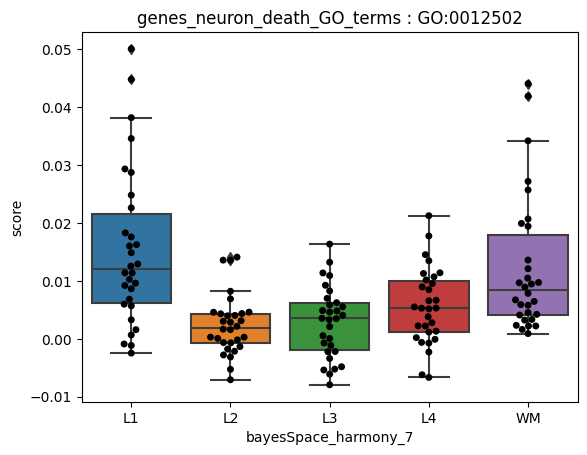 genes_neuron_death_GO_terms : GO:0012502
0.05
0.04
0.03
0.02
0.01
0.00
−0.01
score
L1 L2 L3 L4 WM
bayesSpace_harmony_7